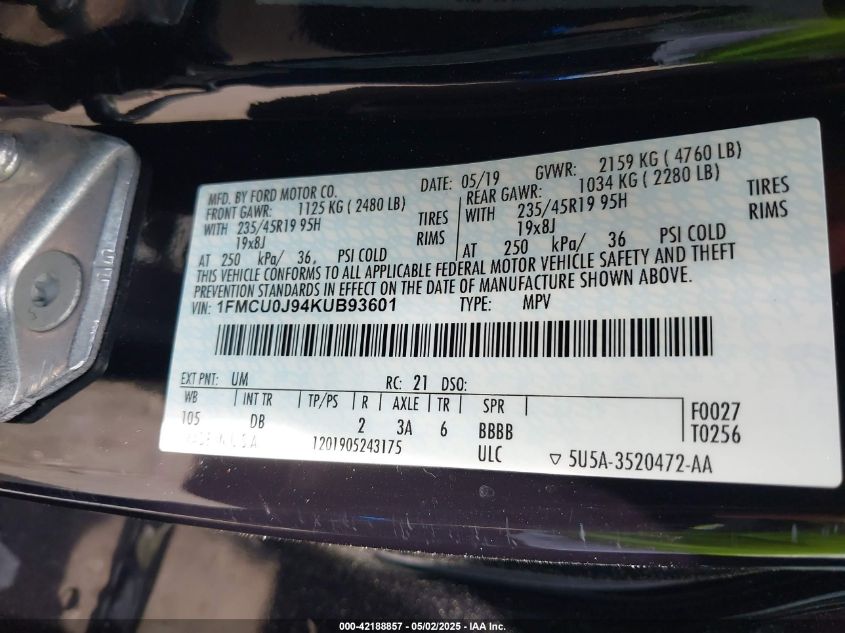 MFD. BY FORD MOTOR CO. DATE: 05/19 GVWR: 2159 KG ( 4760 LB)
FRONT GAWR: 1125 KG ( 2480 LB) REAR GAWR: 1034 KG ( 2280 LB)
WITH 235/45R19 95H TIRES WITH 235/45R19 95H TIRES
19x8J RIMS 19x8J RIMS
AT 250 kPa/ 36, PSI COLD AT 250 kPa/ 36 PSI COLD
THIS VEHICLE CONFORMS TO ALL APPLICABLE FEDERAL MOTOR VEHICLE SAFETY AND THEFT
PREVENTION STANDARDS IN EFFECT ON THE DATE OF MANUFACTURE SHOWN ABOVE.
VIN: 1FMCU0J94KUB93601 TYPE: MPV
EXT PNT: UM RC: 21 DSO:
WB INT TR TP/PS R AXLE TR SPR F0027
105 DB 2 3A 6 BBBB T0256
MADE IN U.S.A. 1201905243175 ULC ▽ 5U5A-3520472-AA
000-42188857 - 05/02/2025 - IAA Inc.